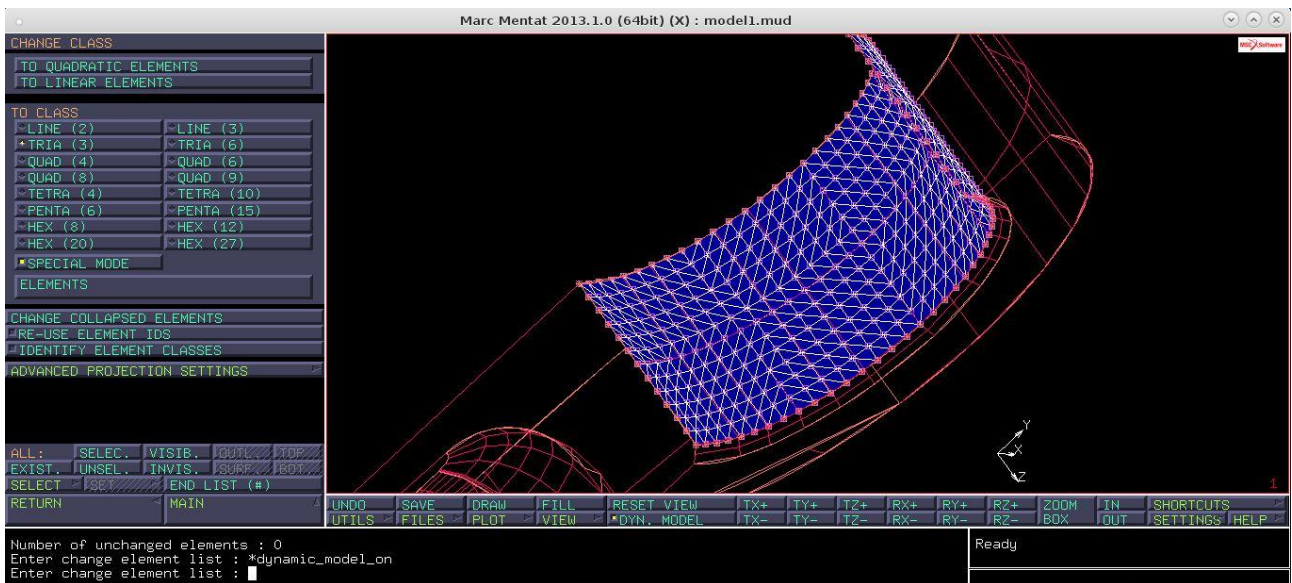 Marc Mentat 2013.1.0 (64bit) (X) : model1.mud
CHANGE CLASS
TO QUADRATIC ELEMENTS
TO LINEAR ELEMENTS
TO CLASS
LINE (2) LINE (3)
TRIA (3) TRIA (6)
QUAD (4) QUAD (6)
QUAD (8) QUAD (9)
TETRA (4) TETRA (10)
PENTA (6) PENTA (15)
HEX (8) HEX (12)
HEX (20) HEX (27)
SPECIAL MODE
ELEMENTS
CHANGE COLLAPSED ELEMENTS
RE-USE ELEMENT IDS
IDENTIFY ELEMENT CLASSES
ADVANCED PROJECTION SETTINGS
ALL: SELEC. VISIB. OUTL. TOP
EXIST. UNSEL. INVIS. SURF. BOT.
SELECT SET END LIST (#)
RETURN MAIN
MSC Software
Y
X
Z
1
UNDO SAVE DRAW FILL RESET VIEW TX+ TY+ TZ+ RX+ RY+ RZ+ ZOOM IN SHORTCUTS
UTILS FILES PLOT VIEW DYN. MODEL TX- TY- TZ- RX- RY- RZ- BOX OUT SETTINGS HELP
Number of unchanged elements : 0
Enter change element list : *dynamic_model_on
Enter change element list :
Ready